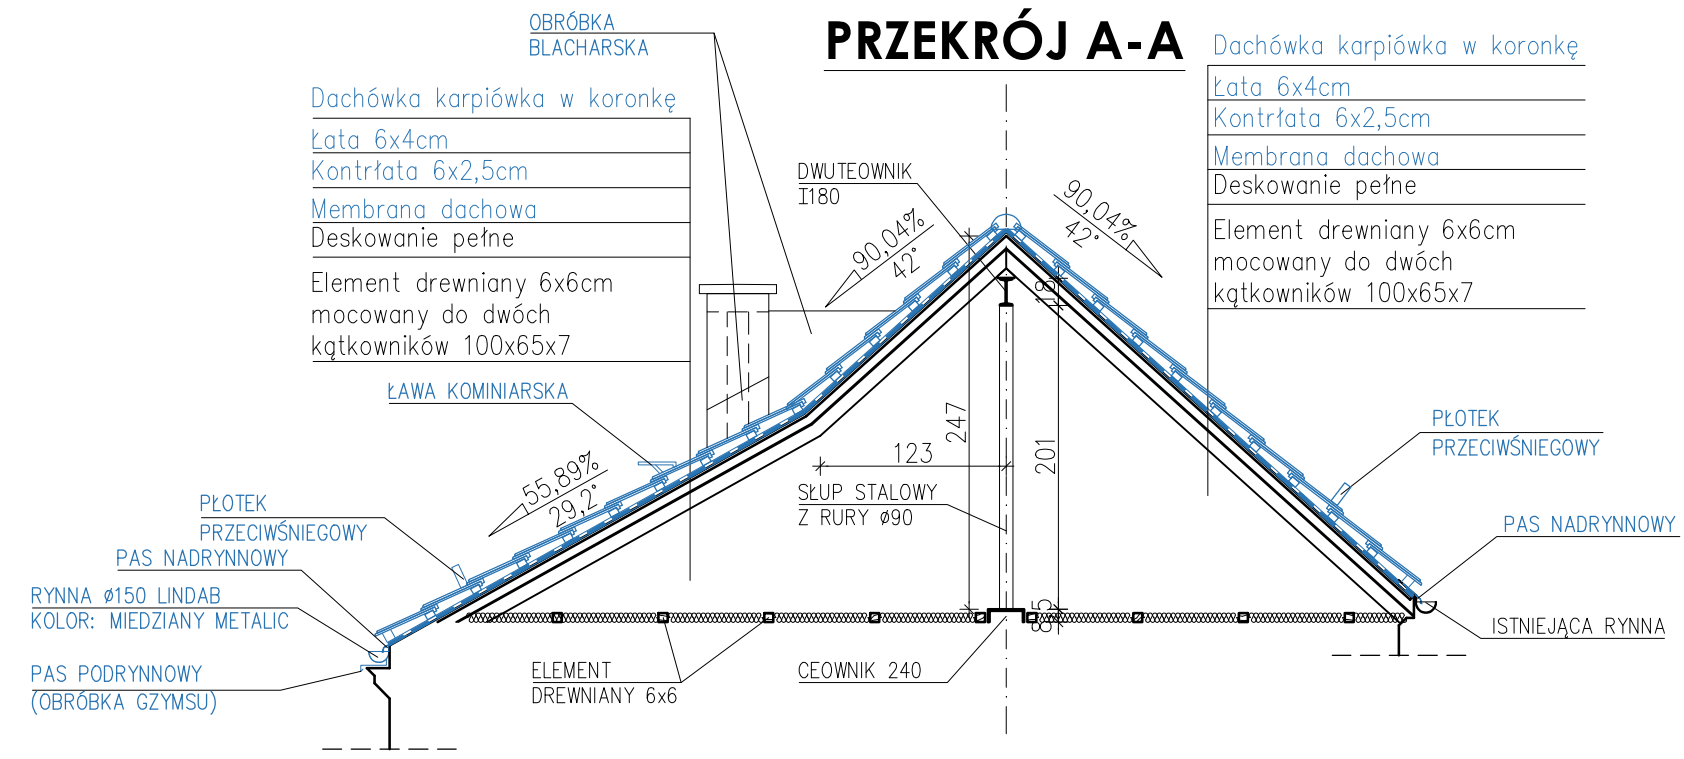 PRZEKRÓJ A-A
OBRÓBKA
BLACHARSKA
Dachówka karpiówka w koronkę
Łata 6x4cm
Kontrłata 6x2,5cm
Membrana dachowa
Deskowanie pełne
Element drewniany 6x6cm
mocowany do dwóch
kątkowników 100x65x7
Dachówka karpiówka w koronkę
Łata 6x4cm
Kontrłata 6x2,5cm
Membrana dachowa
Deskowanie pełne
Element drewniany 6x6cm
mocowany do dwóch
kątkowników 100x65x7
DWUTEOWNIK
I180
90,04%
42°
90,04%
42°
18
ŁAWA KOMINIARSKA
247
201
123
55,89%
29,2°
SŁUP STALOWY
Z RURY ø90
PŁOTEK
PRZECIWŚNIEGOWY
PŁOTEK
PRZECIWŚNIEGOWY
PAS NADRYNNOWY
PAS NADRYNNOWY
RYNNA ø150 LINDAB
KOLOR: MIEDZIANY METALIC
ISTNIEJĄCA RYNNA
PAS PODRYNNOWY
(OBRÓBKA GZYMSU)
ELEMENT
DREWNIANY 6x6
CEOWNIK 240